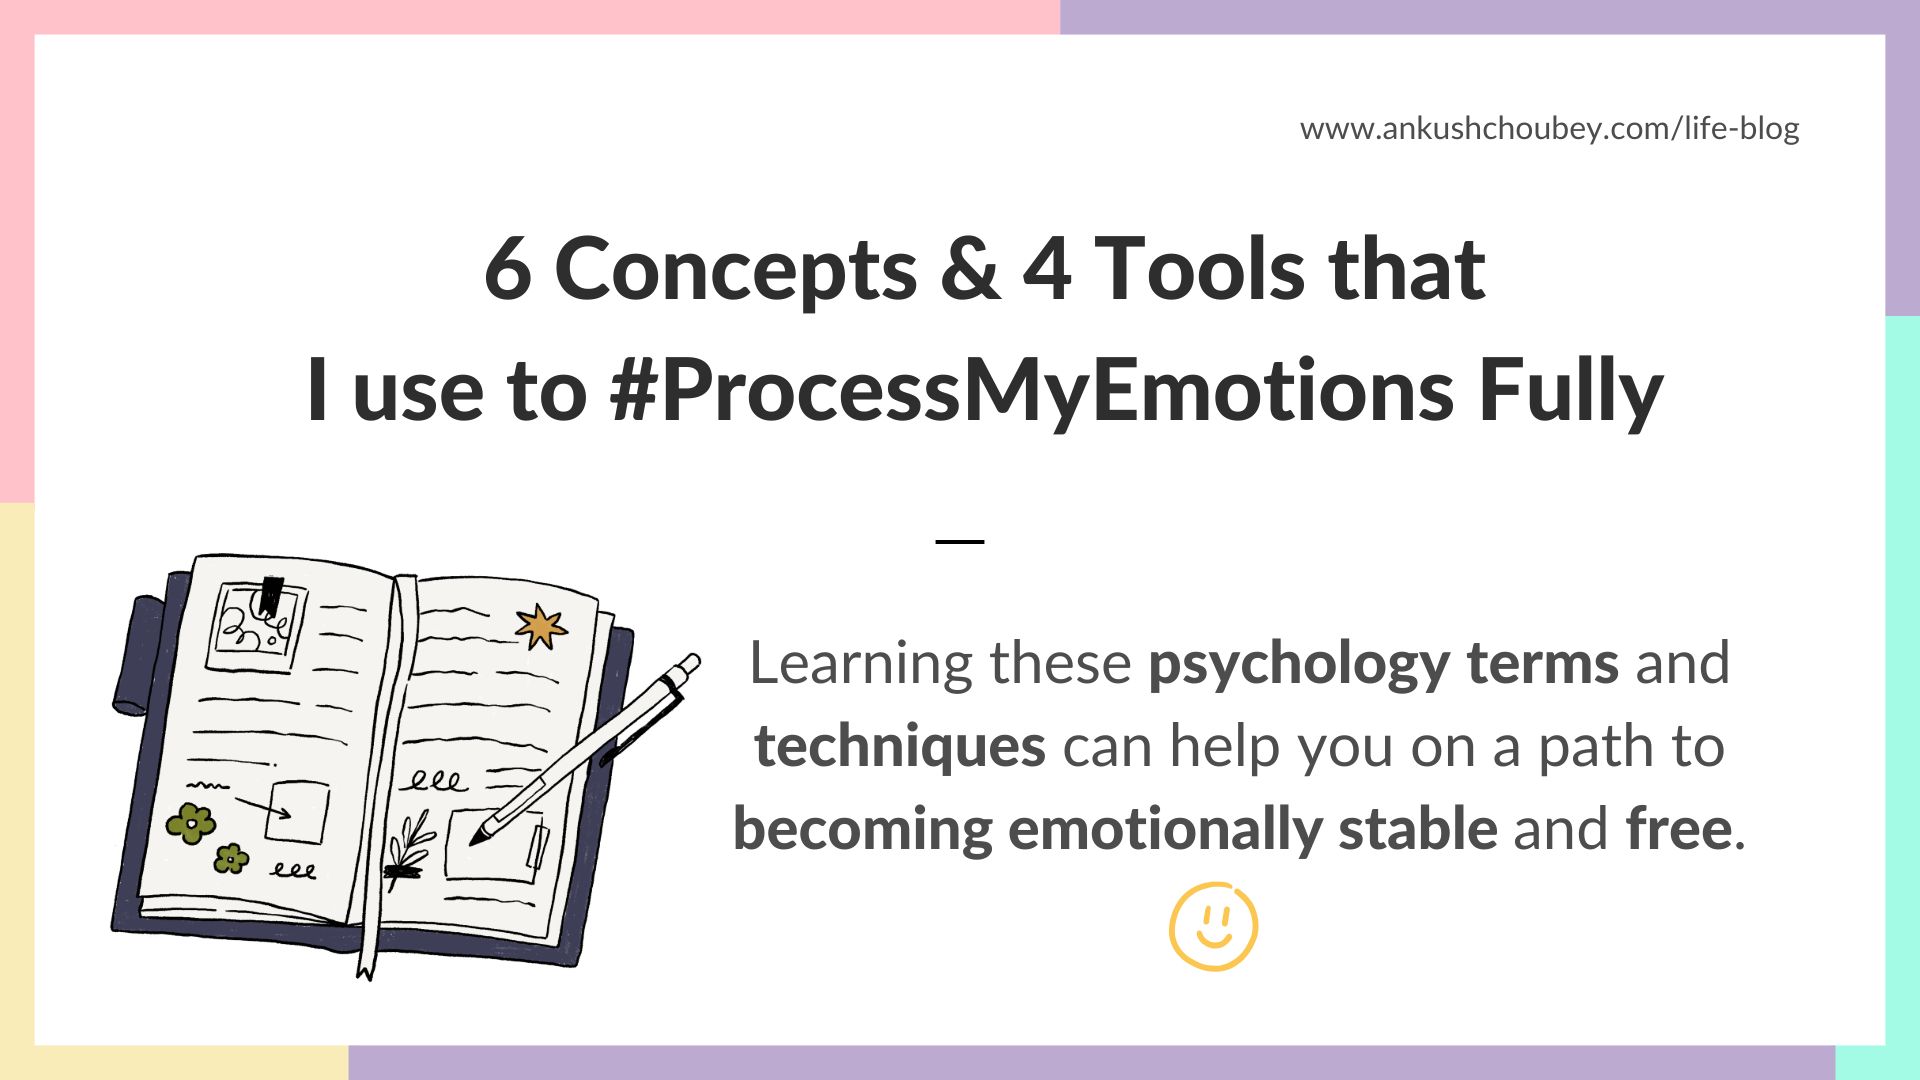 www.ankushchoubey.com/life-blog
6 Concepts & 4 Tools that
I use to #ProcessMyEmotions Fully
Learning these psychology terms and
techniques can help you on a path to
becoming emotionally stable and free.